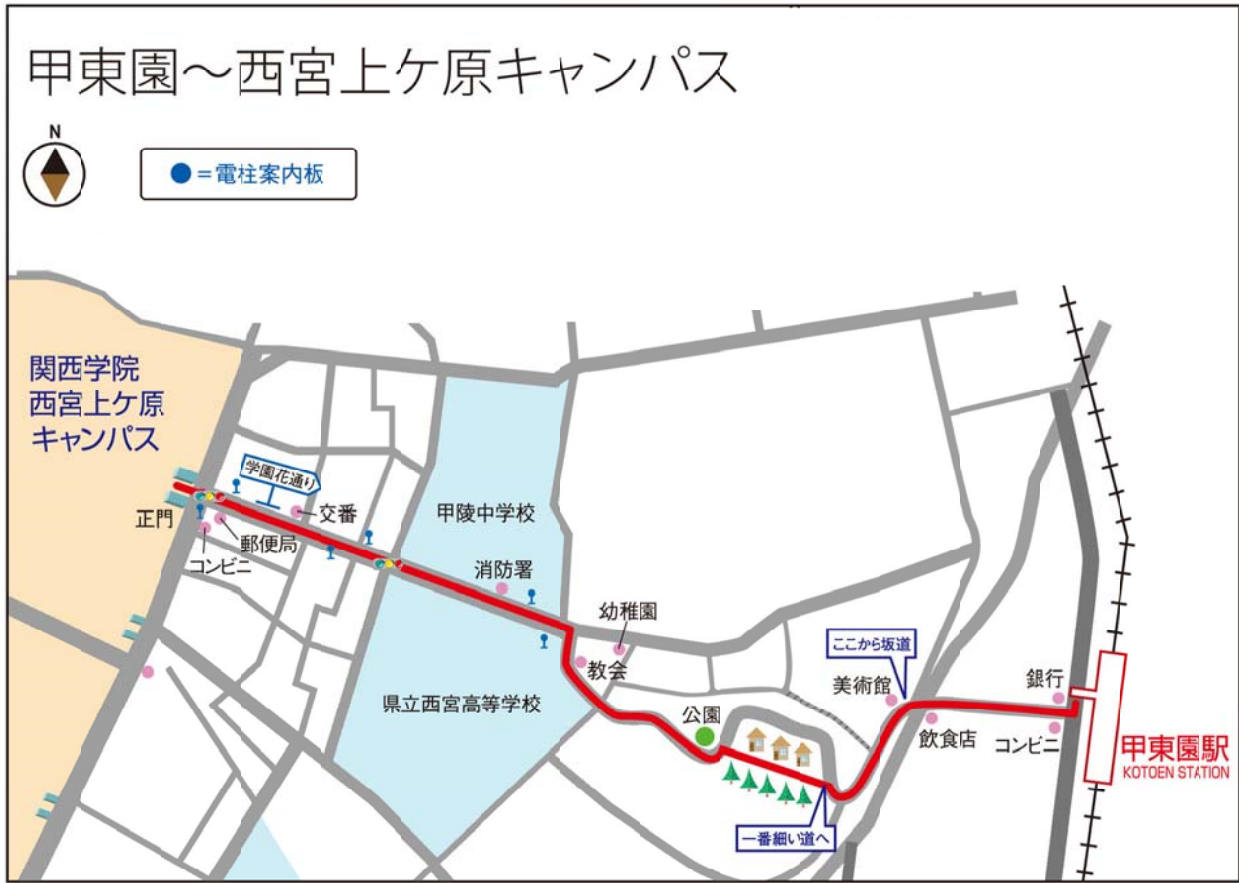 甲東園～西宮上ケ原キャンパス
N
●=電柱案内板
関西学院
西宮上ケ原
キャンパス
学園花通り
正門
交番
郵便局
コンビニ
甲陵中学校
消防署
幼稚園
教会
県立西宮高等学校
公園
ここから坂道
美術館
飲食店
銀行
コンビニ
甲東園駅
KOTOEN STATION
一番細い道へ